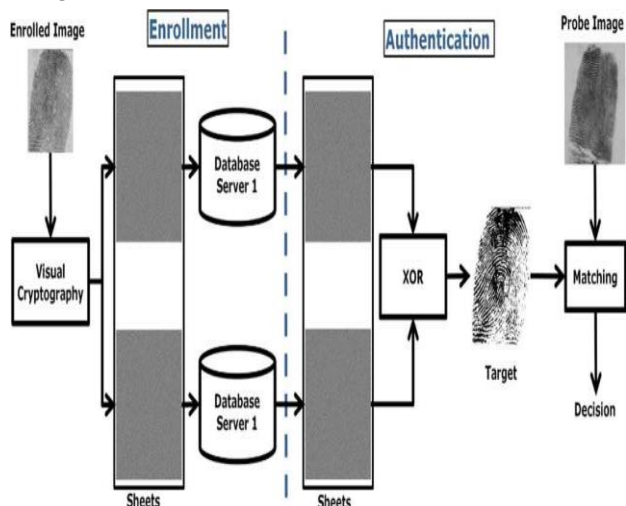 Enrolled Image
Enrollment
Authentication
Probe Image
Database
Server 1
Visual
Cryptography
XOR
Matching
Target
Database
Server 1
Decision
Sheets
Sheets